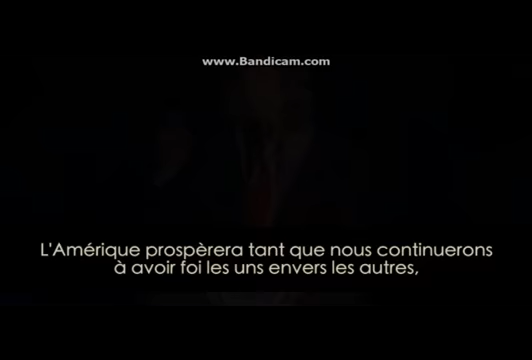 www.Bandicam.com
L'Amérique prospèrera tant que nous continuerons
à avoir foi les uns envers les autres,